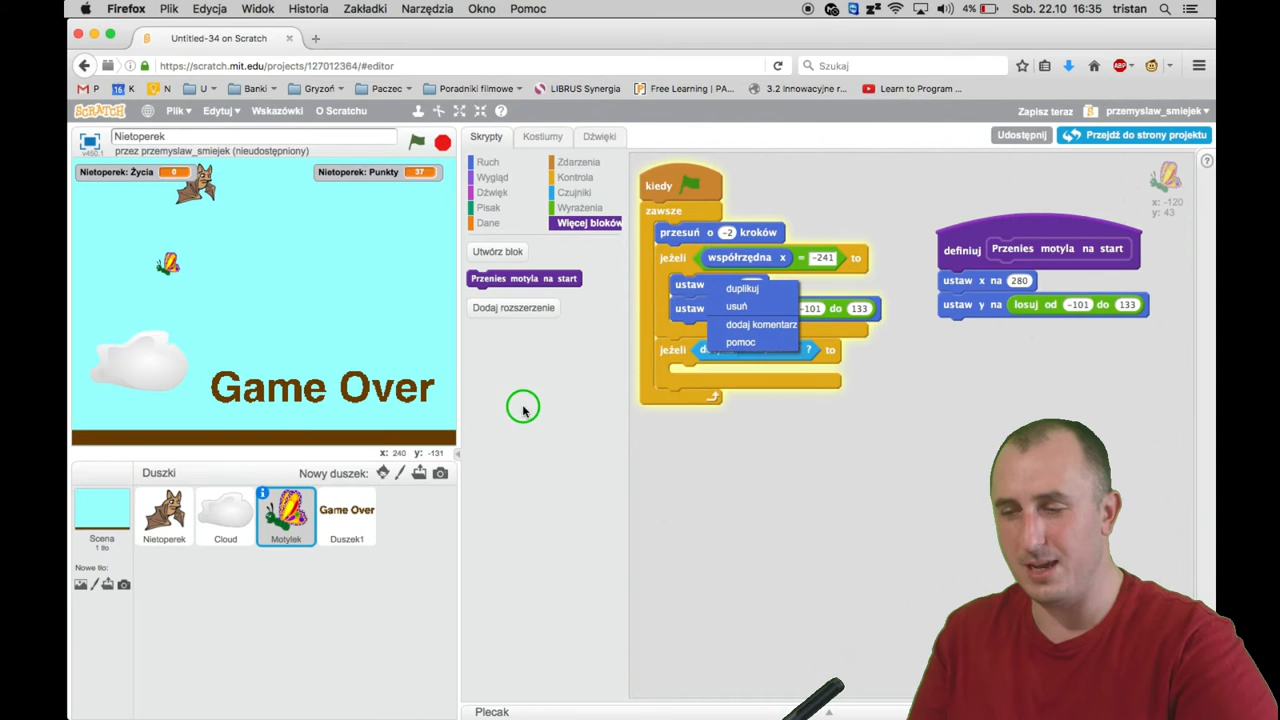 Firefox Plik Edycja Widok Historia Zakładki Narzędzia Okno Pomoc 4% Sob. 22.10 16:35 tristan
Untitled-34 on Scratch
https://scratch.mit.edu/projects/127012364/#editor Szukaj
M P 16 K N U Banki Gryzoń Paczec Poradniki filmowe LIBRUS Synergia Free Learning | PA... 3.2 Innowacyjne r... Learn to Program ...
SCRATCH Plik Edytuj Wskazówki O Scratchu Zapisz teraz przemyslaw_smiejek
v450.1 Nietoperek
przez przemyslaw_smiejek (nieudostępniony)
Skrypty Kostiumy Dźwięki Udostępnij Przejdź do strony projektu
Nietoperek: Życia 0 Nietoperek: Punkty 37
Game Over
x: 240 y: -131
Ruch Zdarzenia
Wygląd Kontrola
Dźwięk Czujniki
Pisak Wyrażenia
Dane Więcej bloków
Utwórz blok
Przenies motyla na start
Dodaj rozszerzenie
kiedy
zawsze
przesuń o -2 kroków
jeżeli współrzędna x = -241 to
ustaw
ustaw -101 do 133
jeżeli ? to
duplikuj
usuń
dodaj komentarz
pomoc
definiuj Przenies motyla na start
ustaw x na 280
ustaw y na losuj od -101 do 133
x: -120
y: 43
Duszki Nowy duszek:
Scena
1 tło
Nietoperek Cloud Motylek Duszek1
Game Over
Nowe tło:
Plecak